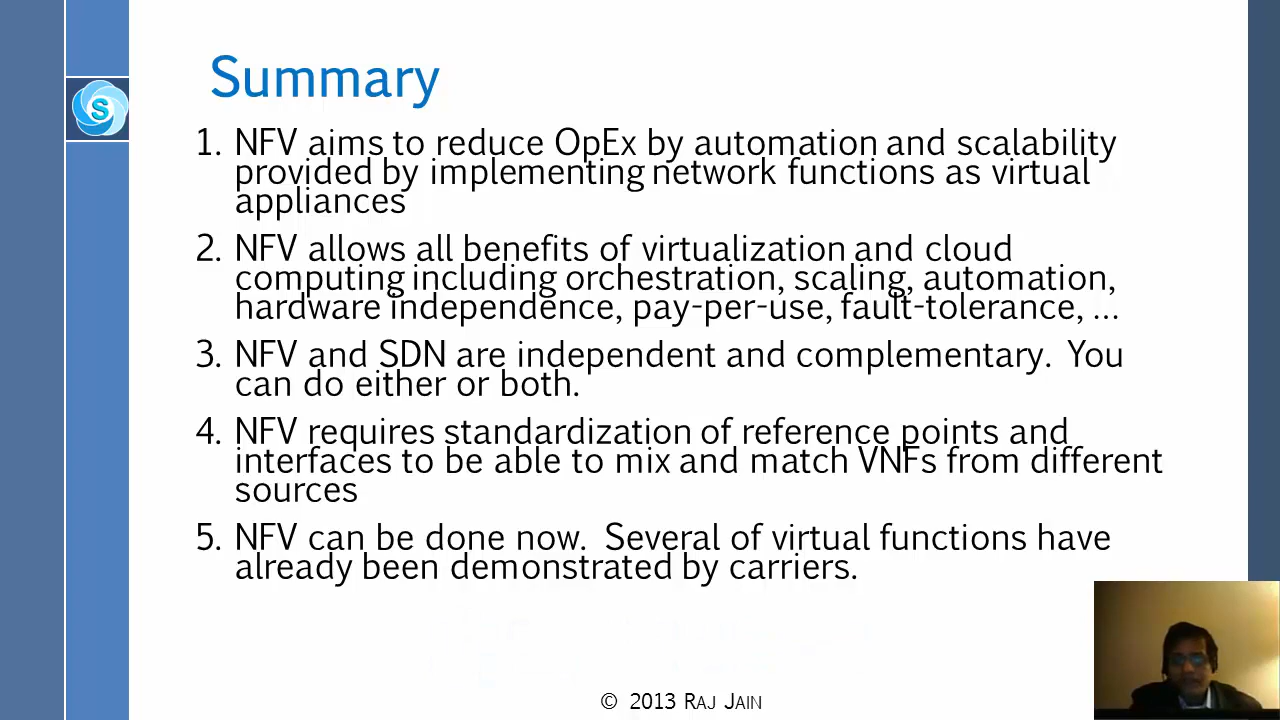 Summary
S
1. NFV aims to reduce OpEx by automation and scalability
provided by implementing network functions as virtual
appliances
2. NFV allows all benefits of virtualization and cloud
computing including orchestration, scaling, automation,
hardware independence, pay-per-use, fault-tolerance, ...
3. NFV and SDN are independent and complementary.  You
can do either or both.
4. NFV requires standardization of reference points and
interfaces to be able to mix and match VNFs from different
sources
5. NFV can be done now.  Several of virtual functions have
already been demonstrated by carriers.
© 2013 RAJ JAIN